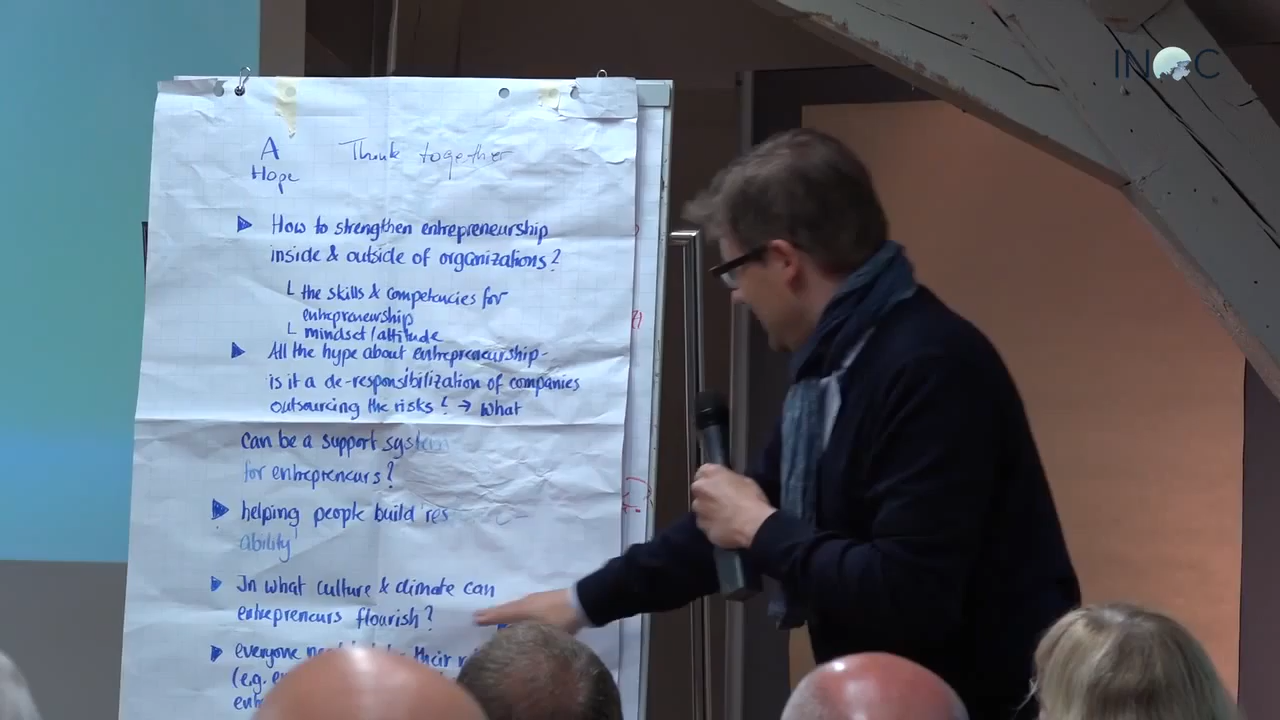 INOC
A Think together
Hope
How to strengthen entrepreneurship
inside & outside of organizations?
the skills & competencies for
entrepreneurship
mindset/attitude
All the hype about entrepreneurship-
is it a de-responsibilization of companies
outsourcing the risks? → What
can be a support system
for entrepreneurs?
helping people build res
ability
In what culture & climate can
entrepreneurs flourish?
everyone their
(e.g.